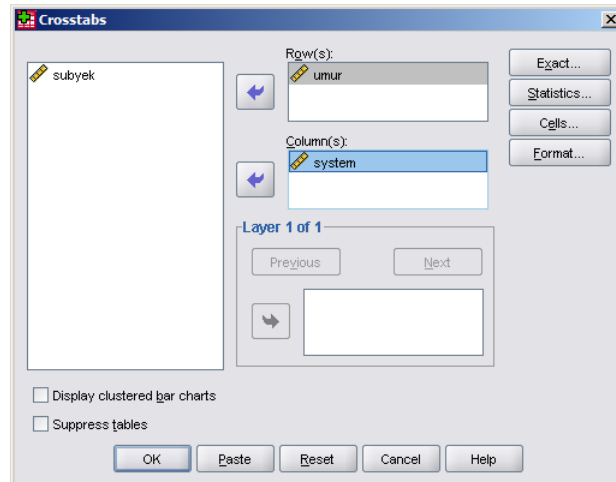 Crosstabs
subyek
Row(s):
umur
Column(s):
system
Layer 1 of 1
Previous
Next
Exact...
Statistics...
Cells...
Format...
Display clustered bar charts
Suppress tables
OK
Paste
Reset
Cancel
Help